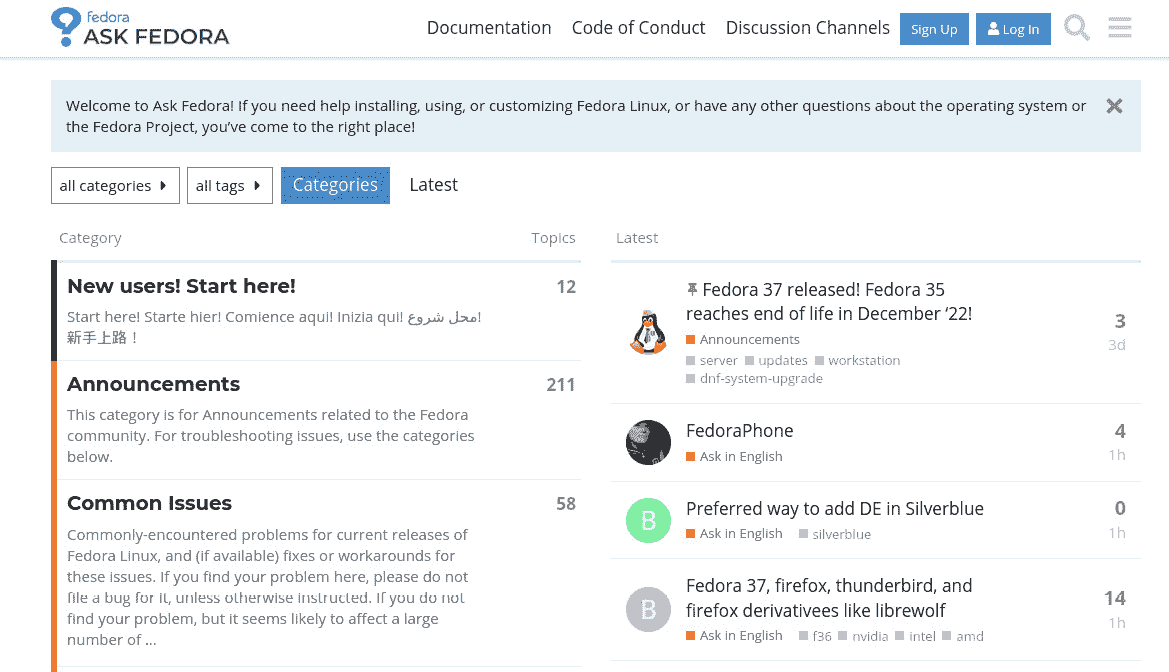 fedora
ASK FEDORA
Documentation Code of Conduct Discussion Channels Sign Up Log In
Welcome to Ask Fedora! If you need help installing, using, or customizing Fedora Linux, or have any other questions about the operating system or
the Fedora Project, you’ve come to the right place!
all categories all tags Categories Latest
Category Topics
New users! Start here! 12
Start here! Starte hier! Comience aqui! Inizia qui! محل شروع!
新手上路！
Announcements 211
This category is for Announcements related to the Fedora
community. For troubleshooting issues, use the categories
below.
Common Issues 58
Commonly-encountered problems for current releases of
Fedora Linux, and (if available) fixes or workarounds for
these issues. If you find your problem here, please do not
file a bug for it, unless otherwise instructed. If you do not
find your problem, but it seems likely to affect a large
number of ...
Latest
Fedora 37 released! Fedora 35
reaches end of life in December ‘22!
3
Announcements
3d
server updates workstation
dnf-system-upgrade
FedoraPhone 4
Ask in English 1h
B
Preferred way to add DE in Silverblue 0
Ask in English silverblue 1h
B
Fedora 37, firefox, thunderbird, and
firefox derivativees like librewolf
14
Ask in English f36 nvidia intel amd
1h